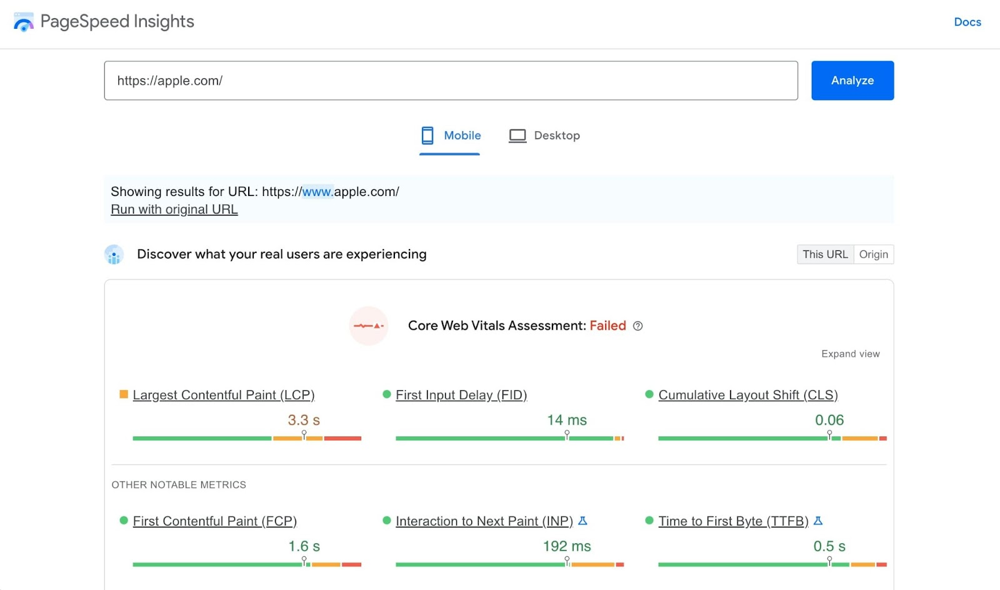 PageSpeed Insights
Docs
https://apple.com/
Analyze
Mobile
Desktop
Showing results for URL: https://www.apple.com/
Run with original URL
Discover what your real users are experiencing
This URL
Origin
Core Web Vitals Assessment: Failed
Expand view
Largest Contentful Paint (LCP)
3.3 s
First Input Delay (FID)
14 ms
Cumulative Layout Shift (CLS)
0.06
OTHER NOTABLE METRICS
First Contentful Paint (FCP)
1.6 s
Interaction to Next Paint (INP)
192 ms
Time to First Byte (TTFB)
0.5 s